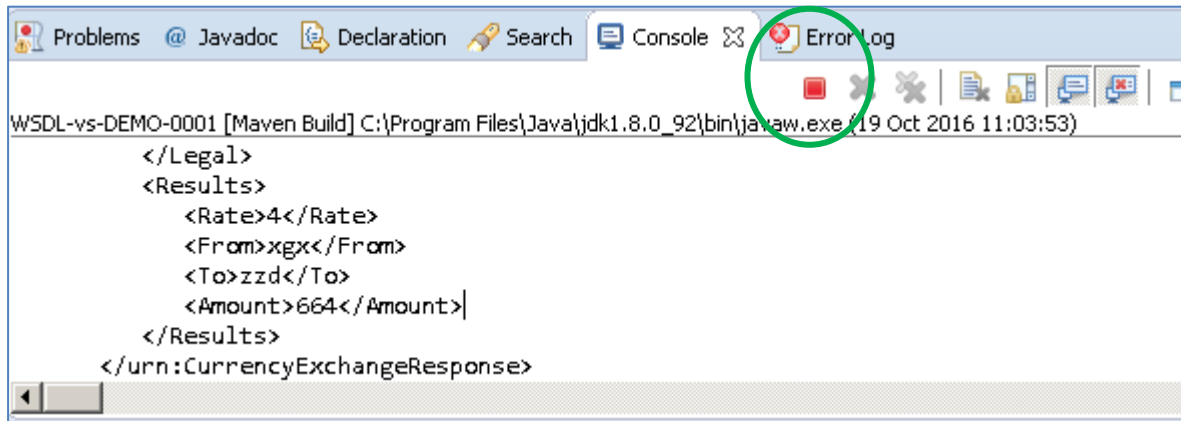 Problems @ Javadoc Declaration Search Console Error Log
WSDL-vs-DEMO-0001 [Maven Build] C:\Program Files\Java\jdk1.8.0_92\bin\javaw.exe (19 Oct 2016 11:03:53)
</Legal>
<Results>
<Rate>4</Rate>
<From>xgx</From>
<To>zzd</To>
<Amount>664</Amount>
</Results>
</urn:CurrencyExchangeResponse>